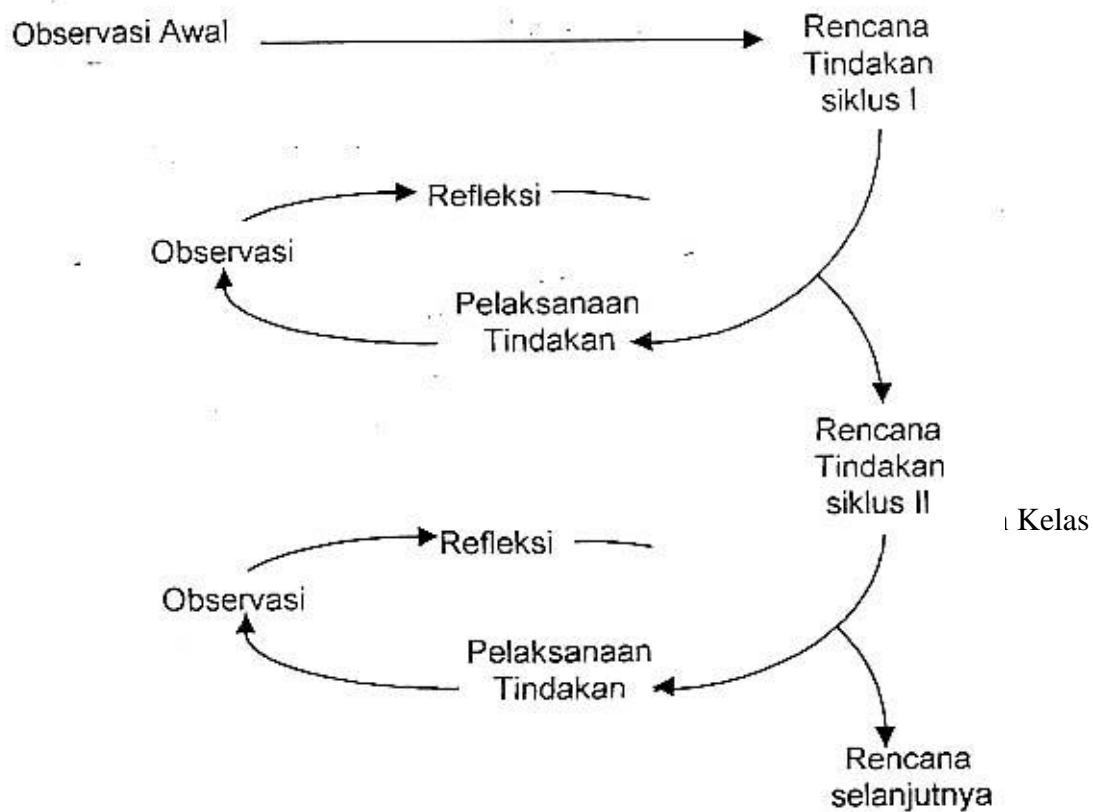 Observasi Awal
Rencana
Tindakan
siklus I
Refleksi
Observasi
Pelaksanaan
Tindakan
Rencana
Tindakan
siklus II
Kelas
Refleksi
Observasi
Pelaksanaan
Tindakan
Rencana
selanjutnya